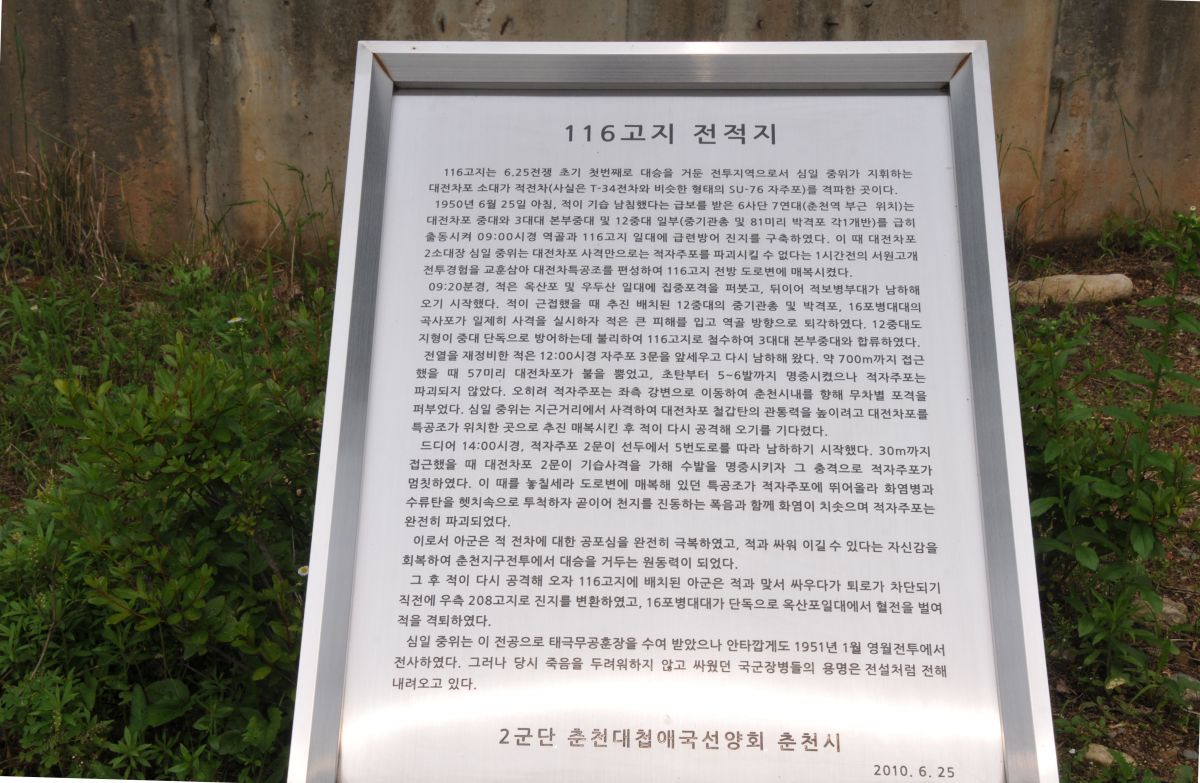 116고지 전적지
116고지는 6.25전쟁 초기 첫번째로 대승을 거둔 전투지역으로서 심일 중위가 지휘하는
대전차포 소대가 적전차(사실은 T-34전차와 비슷한 형태의 SU-76 자주포)를 격파한 곳이다.
1950년 6월 25일 아침, 적이 기습 남침했다는 급보를 받은 6사단 7연대(춘천역 부근 위치)는
대전차포 중대와 3대대 본부중대 및 12중대 일부(중기관총 및 81미리 박격포 각1개반)를 급히
출동시켜 09:00시경 역골과 116고지 일대에 급련방어 진지를 구축하였다. 이 때 대전차포
2소대장 심일 중위는 대전차포 사격만으로는 적자주포를 파괴시킬 수 없다는 1시간전의 서원고개
전투경험을 교훈삼아 대전차특공조를 편성하여 116고지 전방 도로변에 매복시켰다.
09:20분경, 적은 옥산포 및 우두산 일대에 집중포격을 퍼붓고, 뒤이어 적보병부대가 남하해
오기 시작했다. 적이 근접했을 때 추진 배치된 12중대의 중기관총 및 박격포, 16포병대대의
곡사포가 일제히 사격을 실시하자 적은 큰 피해를 입고 역골 방향으로 퇴각하였다. 12중대도
지형이 중대 단독으로 방어하는데 불리하여 116고지로 철수하여 3대대 본부중대와 합류하였다.
전열을 재정비한 적은 12:00시경 자주포 3문을 앞세우고 다시 남하해 왔다. 약 700m까지 접근
했을 때 57미리 대전차포가 불을 뿜었고, 초탄부터 5~6발까지 명중시켰으나 적자주포는
파괴되지 않았다. 오히려 적자주포는 좌측 강변으로 이동하여 춘천시내를 향해 무차별 포격을
퍼부었다. 심일 중위는 지근거리에서 사격하여 대전차포 철갑탄의 관통력을 높이려고 대전차포를
특공조가 위치한 곳으로 추진 매복시킨 후 적이 다시 공격해 오기를 기다렸다.
드디어 14:00시경, 적자주포 2문이 선두에서 5번도로를 따라 남하하기 시작했다. 30m까지
접근했을 때 대전차포 2문이 기습사격을 가해 수발을 명중시키자 그 충격으로 적자주포가
멈칫하였다. 이 때를 놓칠세라 도로변에 매복해 있던 특공조가 적자주포에 뛰어올라 화염병과
수류탄을 헷치속으로 투척하자 곧이어 천지를 진동하는 폭음과 함께 화염이 치솟으며 적자주포는
완전히 파괴되었다.
이로서 아군은 적 전차에 대한 공포심을 완전히 극복하였고, 적과 싸워 이길 수 있다는 자신감을
회복하여 춘천지구전투에서 대승을 거두는 원동력이 되었다.
그 후 적이 다시 공격해 오자 116고지에 배치된 아군은 적과 맞서 싸우다가 퇴로가 차단되기
직전에 우측 208고지로 진지를 변환하였고, 16포병대대가 단독으로 옥산포일대에서 혈전을 벌여
적을 격퇴하였다.
심일 중위는 이 전공으로 태극무공훈장을 수여 받았으나 안타깝게도 1951년 1월 영월전투에서
전사하였다. 그러나 당시 죽음을 두려워하지 않고 싸웠던 국군장병들의 용명은 전설처럼 전해
내려오고 있다.
2군단 춘천대첩애국선양회 춘천시
2010. 6. 25